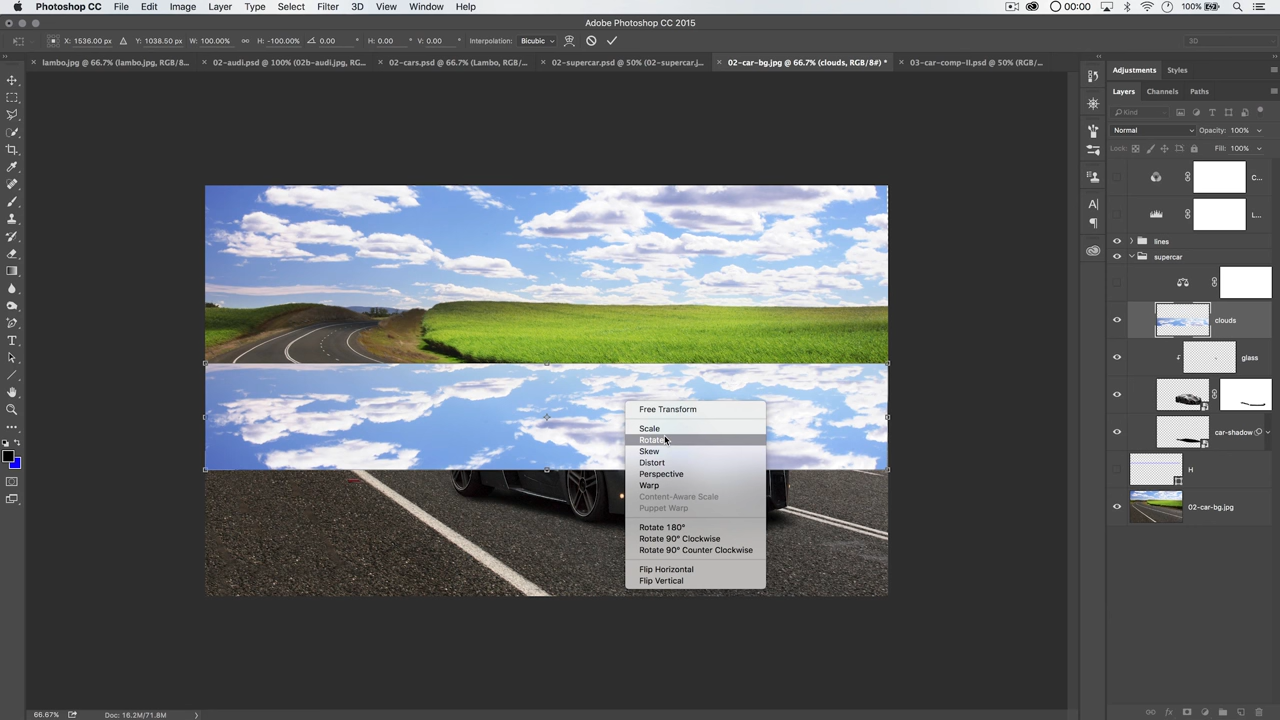 Photoshop CC File Edit Image Layer Type Select Filter 3D View Window Help 00:00 100%
Adobe Photoshop CC 2015
X: 1536.00 px Y: 1038.50 px W: 100.00% H: -100.00% 0.00 ° H: 0.00 ° V: 0.00 ° Interpolation: Bicubic 3D
× lambo.jpg @ 66.7% (lambo.jpg, RGB/8... × 02-audi.psd @ 100% (02b-audi.jpg, RG... × 02-cars.psd @ 66.7% (Lambo, RGB/... × 02-supercar.psd @ 50% (02-supercar.j... × 02-car-bg.jpg @ 66.7% (clouds, RGB/8#) * × 03-car-comp-II.psd @ 50% (RGB/...
Adjustments Styles
Layers Channels Paths
Kind
Normal Opacity: 100%
Lock: Fill: 100%
C...
L...
lines
supercar
clouds
glass
car-shadow
H
02-car-bg.jpg
Free Transform
Scale
Rotate
Skew
Distort
Perspective
Warp
Content-Aware Scale
Puppet Warp
Rotate 180°
Rotate 90° Clockwise
Rotate 90° Counter Clockwise
Flip Horizontal
Flip Vertical
66.67% Doc: 16.2M/71.8M